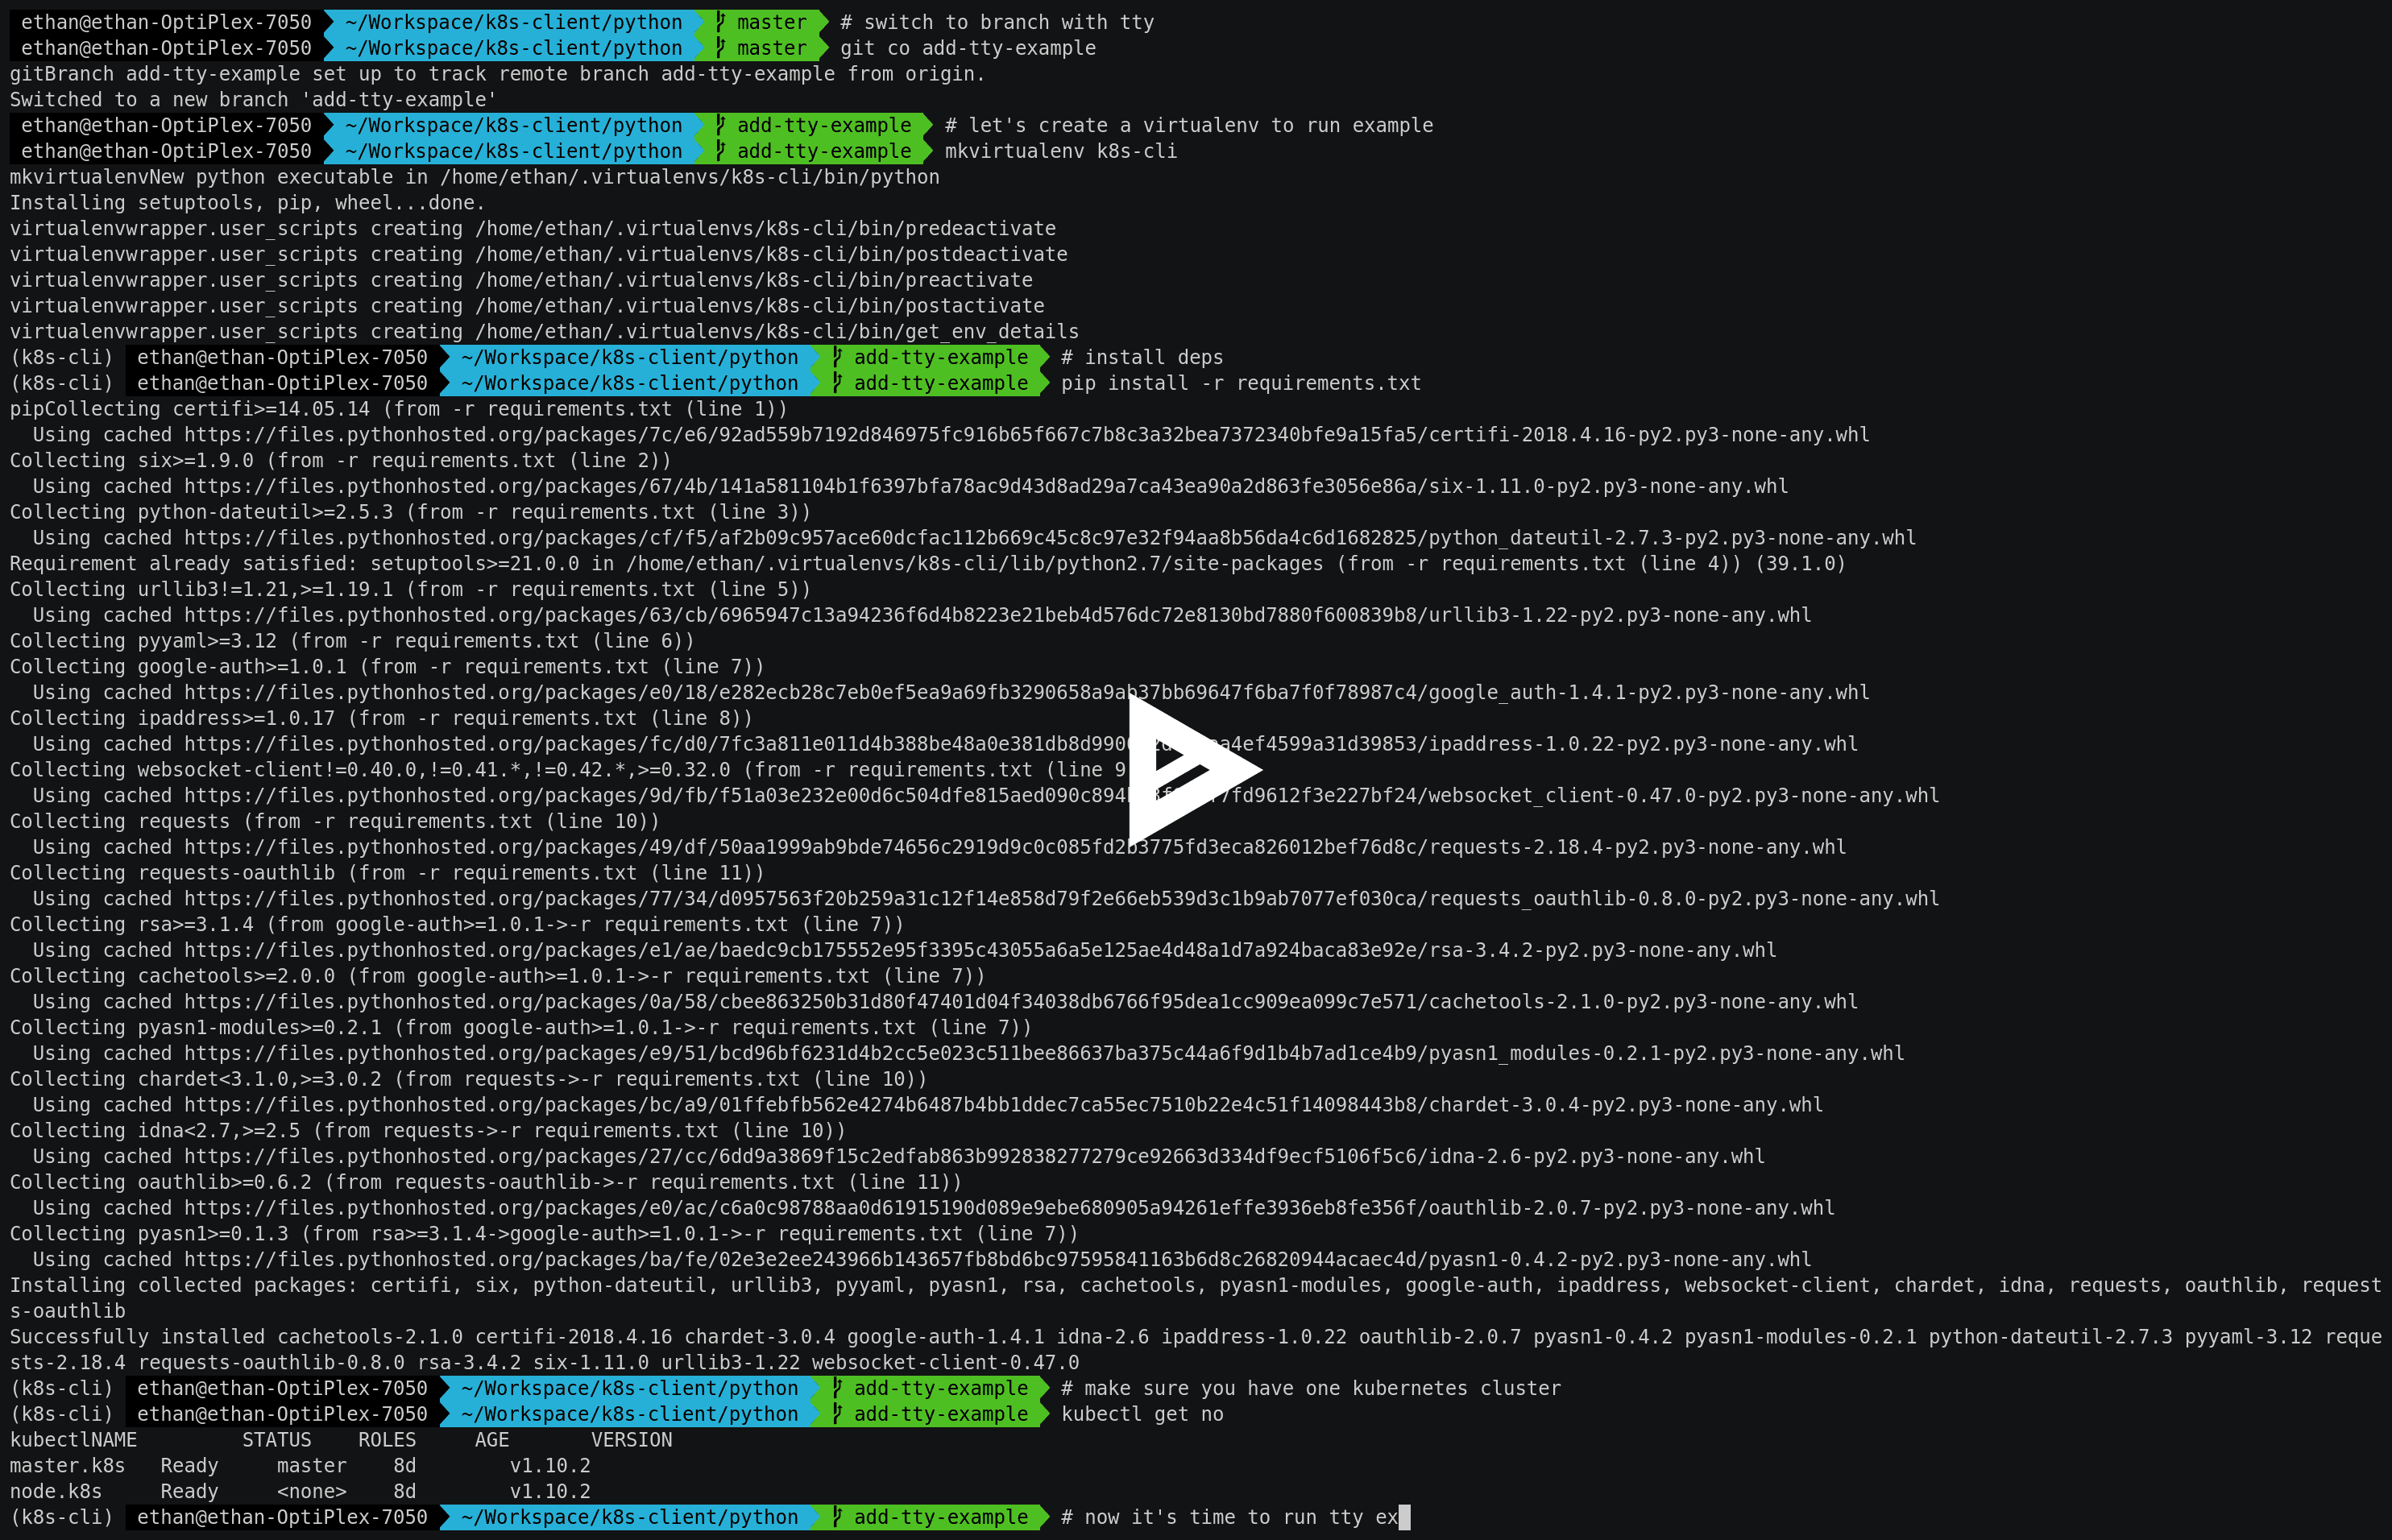 ethan@ethan-OptiPlex-7050 ~/Workspace/k8s-client/python master # switch to branch with tty
ethan@ethan-OptiPlex-7050 ~/Workspace/k8s-client/python master git co add-tty-example
gitBranch add-tty-example set up to track remote branch add-tty-example from origin.
Switched to a new branch 'add-tty-example'
ethan@ethan-OptiPlex-7050 ~/Workspace/k8s-client/python add-tty-example # let's create a virtualenv to run example
ethan@ethan-OptiPlex-7050 ~/Workspace/k8s-client/python add-tty-example mkvirtualenv k8s-cli
mkvirtualenvNew python executable in /home/ethan/.virtualenvs/k8s-cli/bin/python
Installing setuptools, pip, wheel...done.
virtualenvwrapper.user_scripts creating /home/ethan/.virtualenvs/k8s-cli/bin/predeactivate
virtualenvwrapper.user_scripts creating /home/ethan/.virtualenvs/k8s-cli/bin/postdeactivate
virtualenvwrapper.user_scripts creating /home/ethan/.virtualenvs/k8s-cli/bin/preactivate
virtualenvwrapper.user_scripts creating /home/ethan/.virtualenvs/k8s-cli/bin/postactivate
virtualenvwrapper.user_scripts creating /home/ethan/.virtualenvs/k8s-cli/bin/get_env_details
(k8s-cli) ethan@ethan-OptiPlex-7050 ~/Workspace/k8s-client/python add-tty-example # install deps
(k8s-cli) ethan@ethan-OptiPlex-7050 ~/Workspace/k8s-client/python add-tty-example pip install -r requirements.txt
pipCollecting certifi>=14.05.14 (from -r requirements.txt (line 1))
  Using cached https://files.pythonhosted.org/packages/7c/e6/92ad559b7192d846975fc916b65f667c7b8c3a32bea7372340bfe9a15fa5/certifi-2018.4.16-py2.py3-none-any.whl
Collecting six>=1.9.0 (from -r requirements.txt (line 2))
  Using cached https://files.pythonhosted.org/packages/67/4b/141a581104b1f6397bfa78ac9d43d8ad29a7ca43ea90a2d863fe3056e86a/six-1.11.0-py2.py3-none-any.whl
Collecting python-dateutil>=2.5.3 (from -r requirements.txt (line 3))
  Using cached https://files.pythonhosted.org/packages/cf/f5/af2b09c957ace60dcfac112b669c45c8c97e32f94aa8b56da4c6d1682825/python_dateutil-2.7.3-py2.py3-none-any.whl
Requirement already satisfied: setuptools>=21.0.0 in /home/ethan/.virtualenvs/k8s-cli/lib/python2.7/site-packages (from -r requirements.txt (line 4)) (39.1.0)
Collecting urllib3!=1.21,>=1.19.1 (from -r requirements.txt (line 5))
  Using cached https://files.pythonhosted.org/packages/63/cb/6965947c13a94236f6d4b8223e21beb4d576dc72e8130bd7880f600839b8/urllib3-1.22-py2.py3-none-any.whl
Collecting pyyaml>=3.12 (from -r requirements.txt (line 6))
Collecting google-auth>=1.0.1 (from -r requirements.txt (line 7))
  Using cached https://files.pythonhosted.org/packages/e0/18/e282ecb28c7eb0ef5ea9a69fb3290658a9ab37bb69647f6ba7f0f78987c4/google_auth-1.4.1-py2.py3-none-any.whl
Collecting ipaddress>=1.0.17 (from -r requirements.txt (line 8))
  Using cached
Collecting websocket-client!=0.40.0,!=0.41.*,!=0.42.*,>=0.32.0 (from -r requirements.txt (line 9
  Using cached
Collecting requests (from -r requirements.txt (line 10))
  Using cached https://files.pythonhosted.org/packages/49/df/50aa1999ab9bde74656c2919d9c0c085fd2b3775fd3eca826012bef76d8c/requests-2.18.4-py2.py3-none-any.whl
Collecting requests-oauthlib (from -r requirements.txt (line 11))
  Using cached https://files.pythonhosted.org/packages/77/34/d0957563f20b259a31c12f14e858d79f2e66eb539d3c1b9ab7077ef030ca/requests_oauthlib-0.8.0-py2.py3-none-any.whl
Collecting rsa>=3.1.4 (from google-auth>=1.0.1->-r requirements.txt (line 7))
  Using cached https://files.pythonhosted.org/packages/e1/ae/baedc9cb175552e95f3395c43055a6a5e125ae4d48a1d7a924baca83e92e/rsa-3.4.2-py2.py3-none-any.whl
Collecting cachetools>=2.0.0 (from google-auth>=1.0.1->-r requirements.txt (line 7))
  Using cached https://files.pythonhosted.org/packages/0a/58/cbee863250b31d80f47401d04f34038db6766f95dea1cc909ea099c7e571/cachetools-2.1.0-py2.py3-none-any.whl
Collecting pyasn1-modules>=0.2.1 (from google-auth>=1.0.1->-r requirements.txt (line 7))
  Using cached https://files.pythonhosted.org/packages/e9/51/bcd96bf6231d4b2cc5e023c511bee86637ba375c44a6f9d1b4b7ad1ce4b9/pyasn1_modules-0.2.1-py2.py3-none-any.whl
Collecting chardet<3.1.0,>=3.0.2 (from requests->-r requirements.txt (line 10))
  Using cached https://files.pythonhosted.org/packages/bc/a9/01ffebfb562e4274b6487b4bb1ddec7ca55ec7510b22e4c51f14098443b8/chardet-3.0.4-py2.py3-none-any.whl
Collecting idna<2.7,>=2.5 (from requests->-r requirements.txt (line 10))
  Using cached https://files.pythonhosted.org/packages/27/cc/6dd9a3869f15c2edfab863b992838277279ce92663d334df9ecf5106f5c6/idna-2.6-py2.py3-none-any.whl
Collecting oauthlib>=0.6.2 (from requests-oauthlib->-r requirements.txt (line 11))
  Using cached https://files.pythonhosted.org/packages/e0/ac/c6a0c98788aa0d61915190d089e9ebe680905a94261effe3936eb8fe356f/oauthlib-2.0.7-py2.py3-none-any.whl
Collecting pyasn1>=0.1.3 (from rsa>=3.1.4->google-auth>=1.0.1->-r requirements.txt (line 7))
  Using cached https://files.pythonhosted.org/packages/ba/fe/02e3e2ee243966b143657fb8bd6bc97595841163b6d8c26820944acaec4d/pyasn1-0.4.2-py2.py3-none-any.whl
Installing collected packages: certifi, six, python-dateutil, urllib3, pyyaml, pyasn1, rsa, cachetools, pyasn1-modules, google-auth, ipaddress, websocket-client, chardet, idna, requests, oauthlib, request
s-oauthlib
Successfully installed cachetools-2.1.0 certifi-2018.4.16 chardet-3.0.4 google-auth-1.4.1 idna-2.6 ipaddress-1.0.22 oauthlib-2.0.7 pyasn1-0.4.2 pyasn1-modules-0.2.1 python-dateutil-2.7.3 pyyaml-3.12 reque
sts-2.18.4 requests-oauthlib-0.8.0 rsa-3.4.2 six-1.11.0 urllib3-1.22 websocket-client-0.47.0
(k8s-cli) ethan@ethan-OptiPlex-7050 ~/Workspace/k8s-client/python add-tty-example # make sure you have one kubernetes cluster
(k8s-cli) ethan@ethan-OptiPlex-7050 ~/Workspace/k8s-client/python add-tty-example kubectl get no
kubectlNAME         STATUS    ROLES     AGE       VERSION
master.k8s   Ready     master    8d        v1.10.2
node.k8s     Ready     <none>    8d        v1.10.2
(k8s-cli) ethan@ethan-OptiPlex-7050 ~/Workspace/k8s-client/python add-tty-example # now it's time to run tty ex